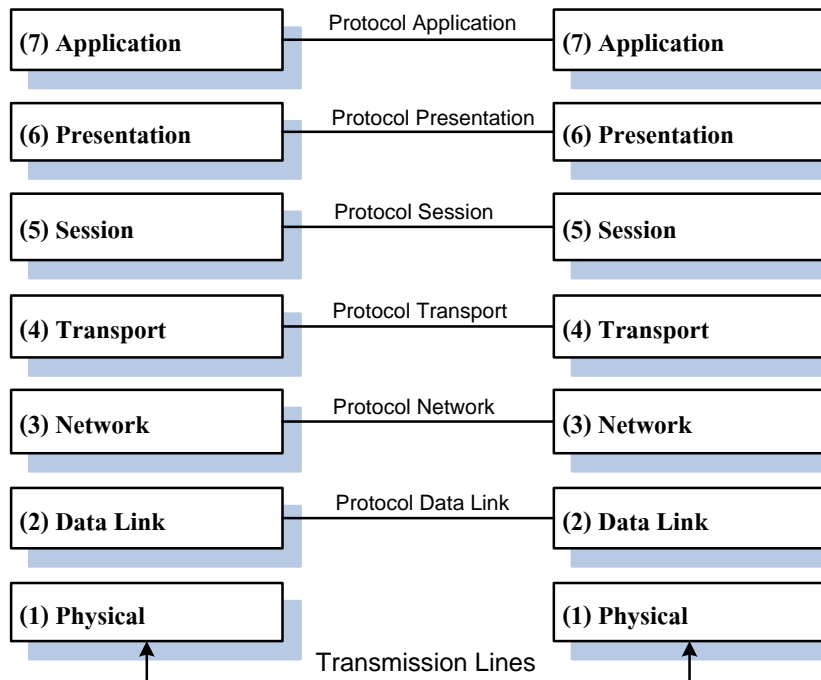 (7) Application
Protocol Application
(7) Application
(6) Presentation
Protocol Presentation
(6) Presentation
(5) Session
Protocol Session
(5) Session
(4) Transport
Protocol Transport
(4) Transport
(3) Network
Protocol Network
(3) Network
(2) Data Link
Protocol Data Link
(2) Data Link
(1) Physical
(1) Physical
Transmission Lines